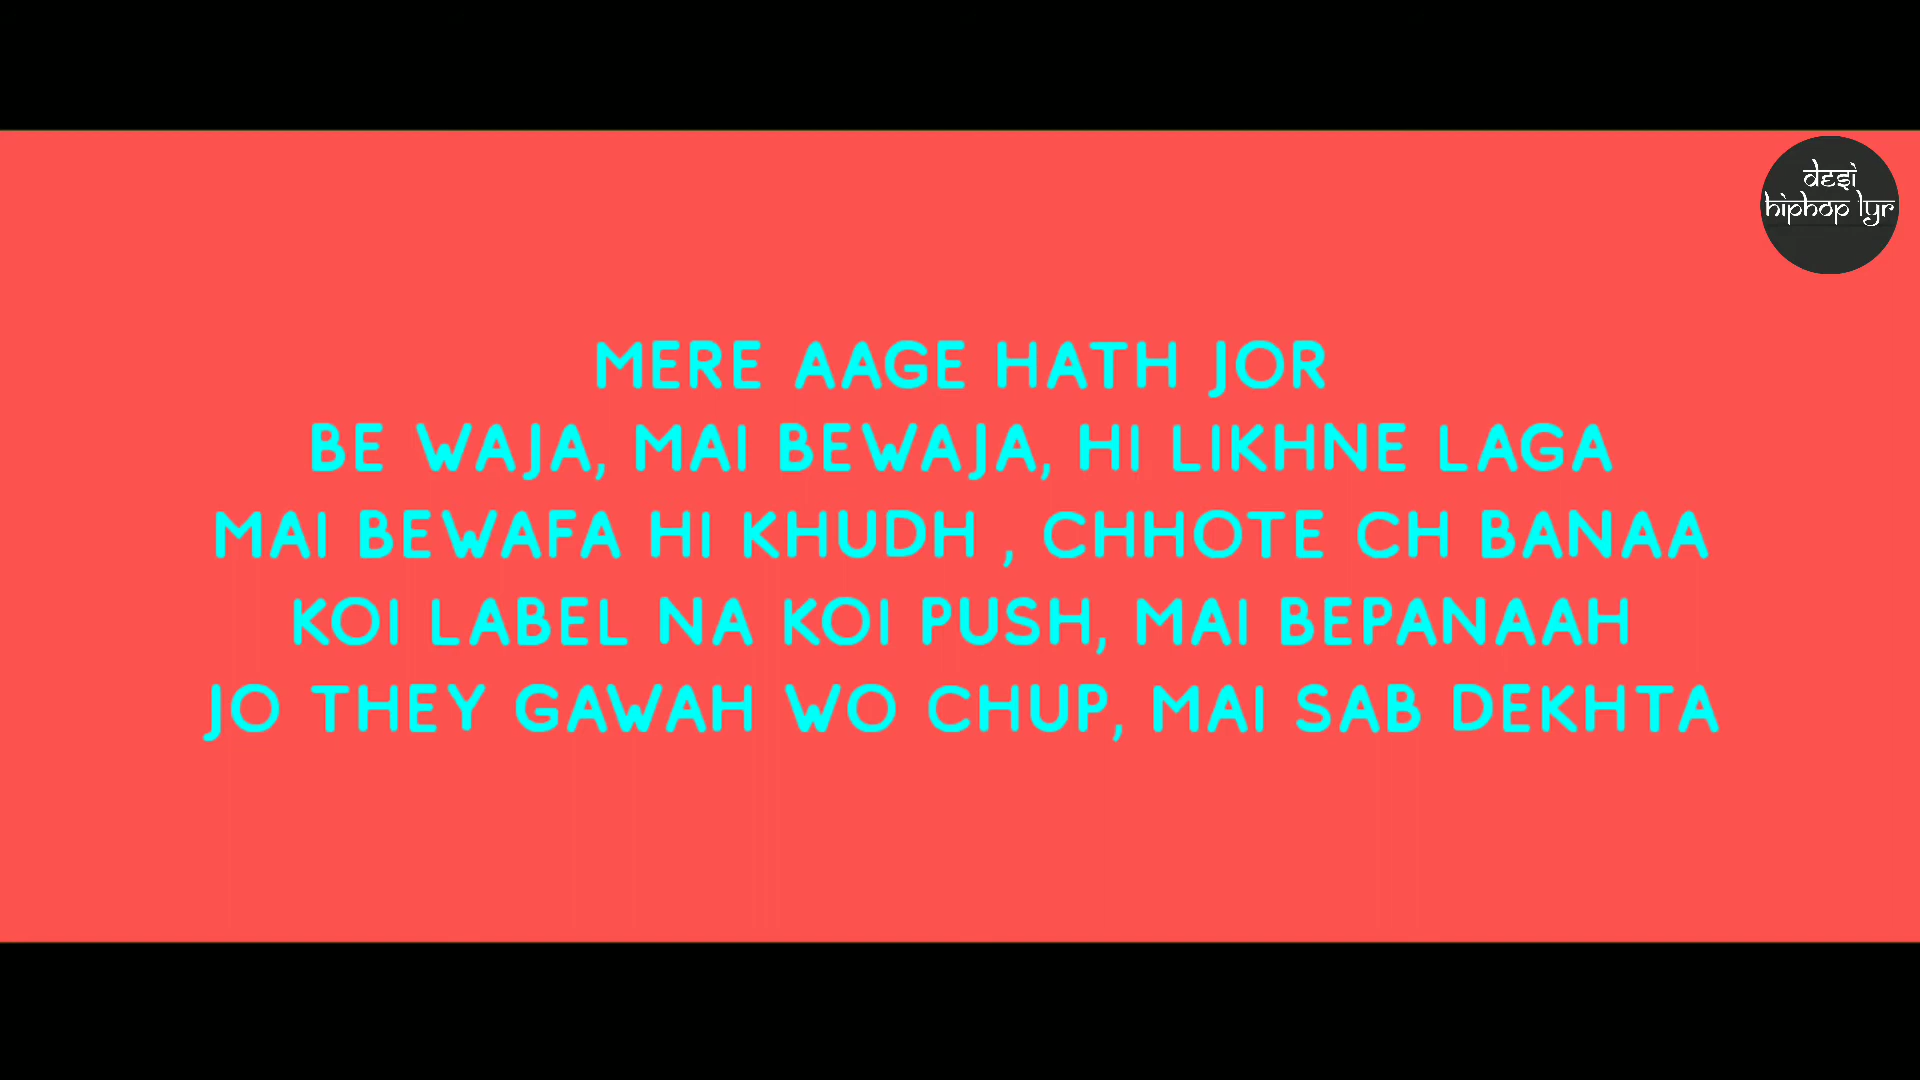 desi
hiphop lyr
MERE AAGE HATH JOR
BE WAJA, MAI BEWAJA, HI LIKHNE LAGA
MAI BEWAFA HI KHUDH , CHHOTE CH BANAA
KOI LABEL NA KOI PUSH, MAI BEPANAAH
JO THEY GAWAH WO CHUP, MAI SAB DEKHTA